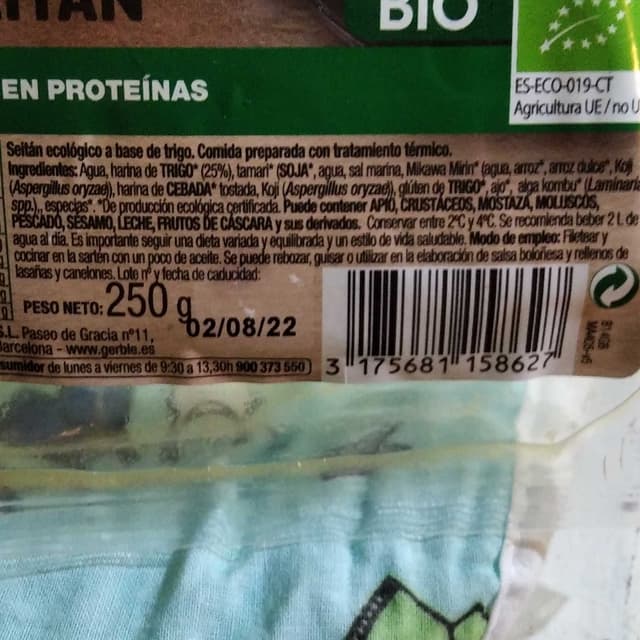 BIO
EN PROTEÍNAS
ES-ECO-019-CT
Agricultura UE / no U
Seitán ecológico a base de trigo. Comida preparada con tratamiento térmico.
Ingredientes: Agua, harina de TRIGO* (25%), tamari* (SOJA*, agua, sal marina, Mikawa Mirin* (agua, arroz*, arroz dulce*, Koji
(Aspergillus oryzae), harina de CEBADA* tostada, Koji (Aspergillus oryzae), glúten de TRIGO*, ajo*, alga kombu* (Laminaria
spp.), especias*. *De producción ecológica certificada. Puede contener APIO, CRUSTÁCEOS, MOSTAZA, MOLUSCOS,
PESCADO, SÉSAMO, LECHE, FRUTOS DE CÁSCARA y sus derivados. Conservar entre 2ºC y 4ºC. Se recomienda beber 2 L de
agua al día. Es importante seguir una dieta variada y equilibrada y un estilo de vida saludable. Modo de empleo: Filetear y
cocinar en la sartén con un poco de aceite. Se puede rebozar, guisar o utilizar en la elaboración de salsa boloñesa y rellenos de
lasañas y canelones. Lote nº y fecha de caducidad:
PESO NETO: 250 g
02/08/22
S.L. Paseo de Gracia nº11,
Barcelona - www.gerble.es
sumidor de lunes a viernes de 9:30 a 13,30h 900 373 550
3 175681 158627